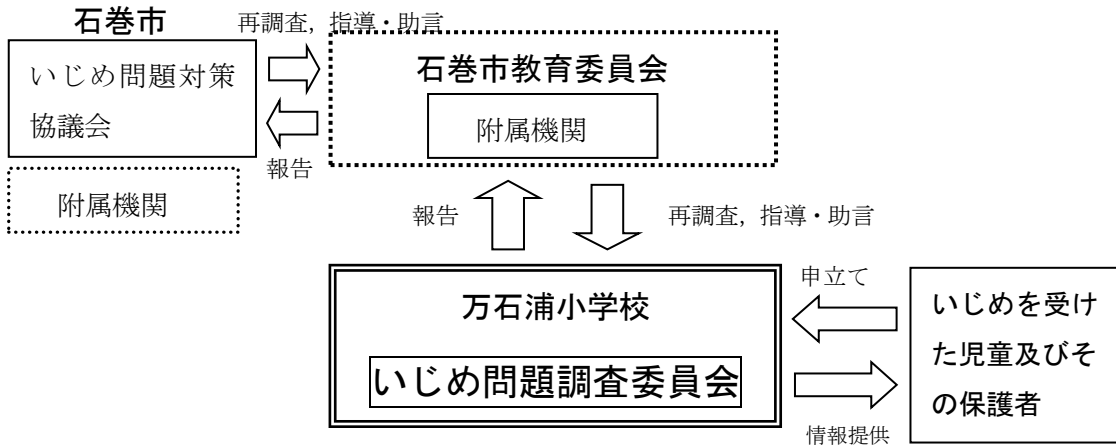 石巻市
再調査，指導・助言
いじめ問題対策
協議会
報告
附属機関
石巻市教育委員会
附属機関
報告
再調査，指導・助言
万石浦小学校
いじめ問題調査委員会
申立て
情報提供
いじめを受け
た児童及びそ
の保護者